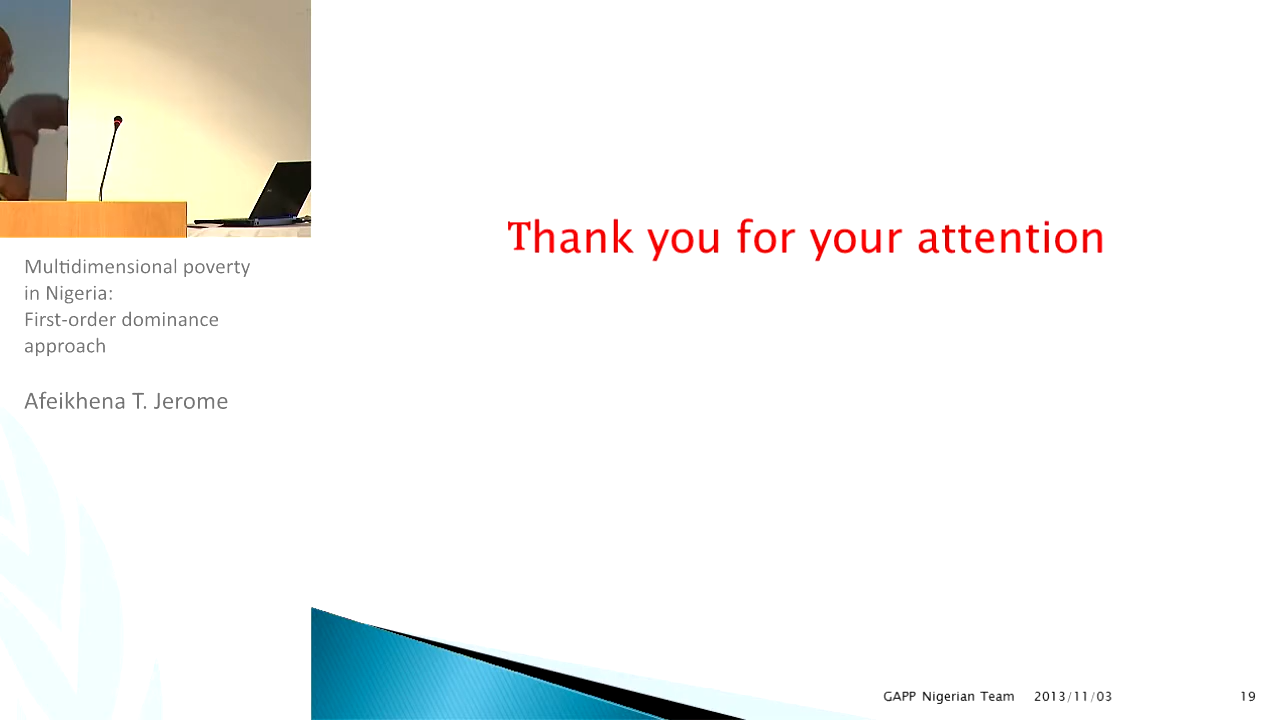 Multidimensional poverty
in Nigeria:
First-order dominance
approach
Afeikhena T. Jerome
Thank you for your attention
GAPP Nigerian Team 2013/11/03 19